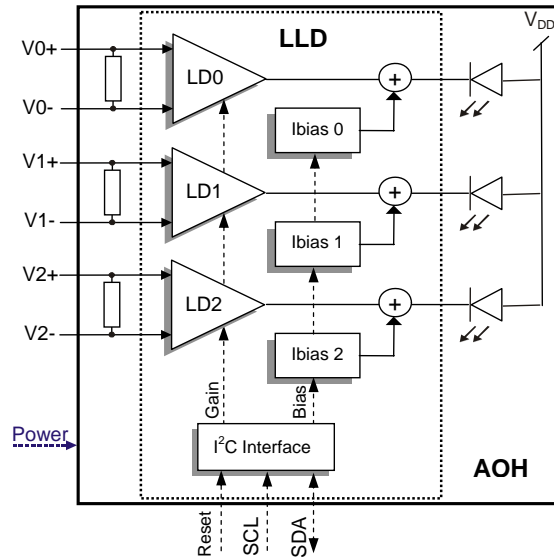 LLD
V_DD
V0+
LD0
+
V0-
Ibias 0
V1+
LD1
+
V1-
Ibias 1
V2+
LD2
+
V2-
Ibias 2
Gain
Bias
Power
I²C Interface
AOH
Reset
SCL
SDA